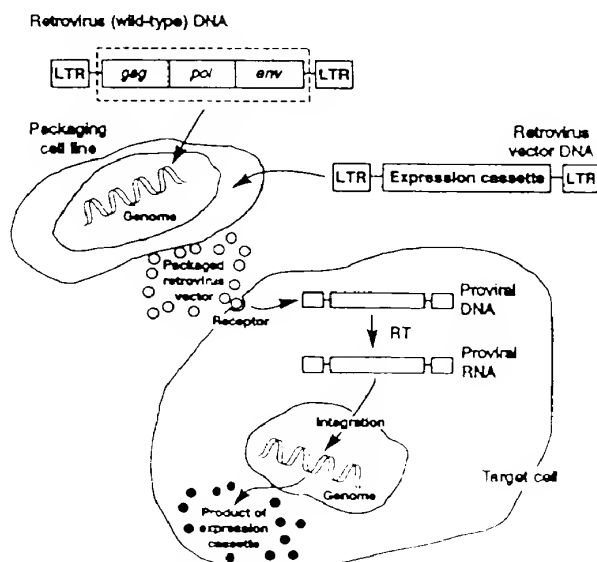 Retrovirus (wild-type) DNA
LTR
gag
pol
env
LTR
Packaging
cell line
Retrovirus
vector DNA
LTR
Expression cassette
LTR
Genome
Packaged
retrovirus
vector
Receptor
Proviral
DNA
RT
Proviral
RNA
Integration
Genome
Target cell
Product of
expression
cassette